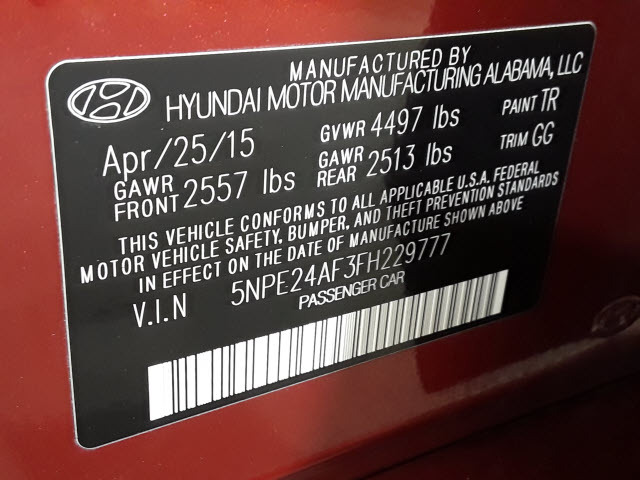 MANUFACTURED BY
HYUNDAI MOTOR MANUFACTURING ALABAMA, LLC
Apr/25/15 GVWR 4497 lbs PAINT TR
GAWR FRONT 2557 lbs GAWR REAR 2513 lbs TRIM GG
THIS VEHICLE CONFORMS TO ALL APPLICABLE U.S.A. FEDERAL
MOTOR VEHICLE SAFETY, BUMPER, AND THEFT PREVENTION STANDARDS
IN EFFECT ON THE DATE OF MANUFACTURE SHOWN ABOVE
V.I.N 5NPE24AF3FH229777
PASSENGER CAR